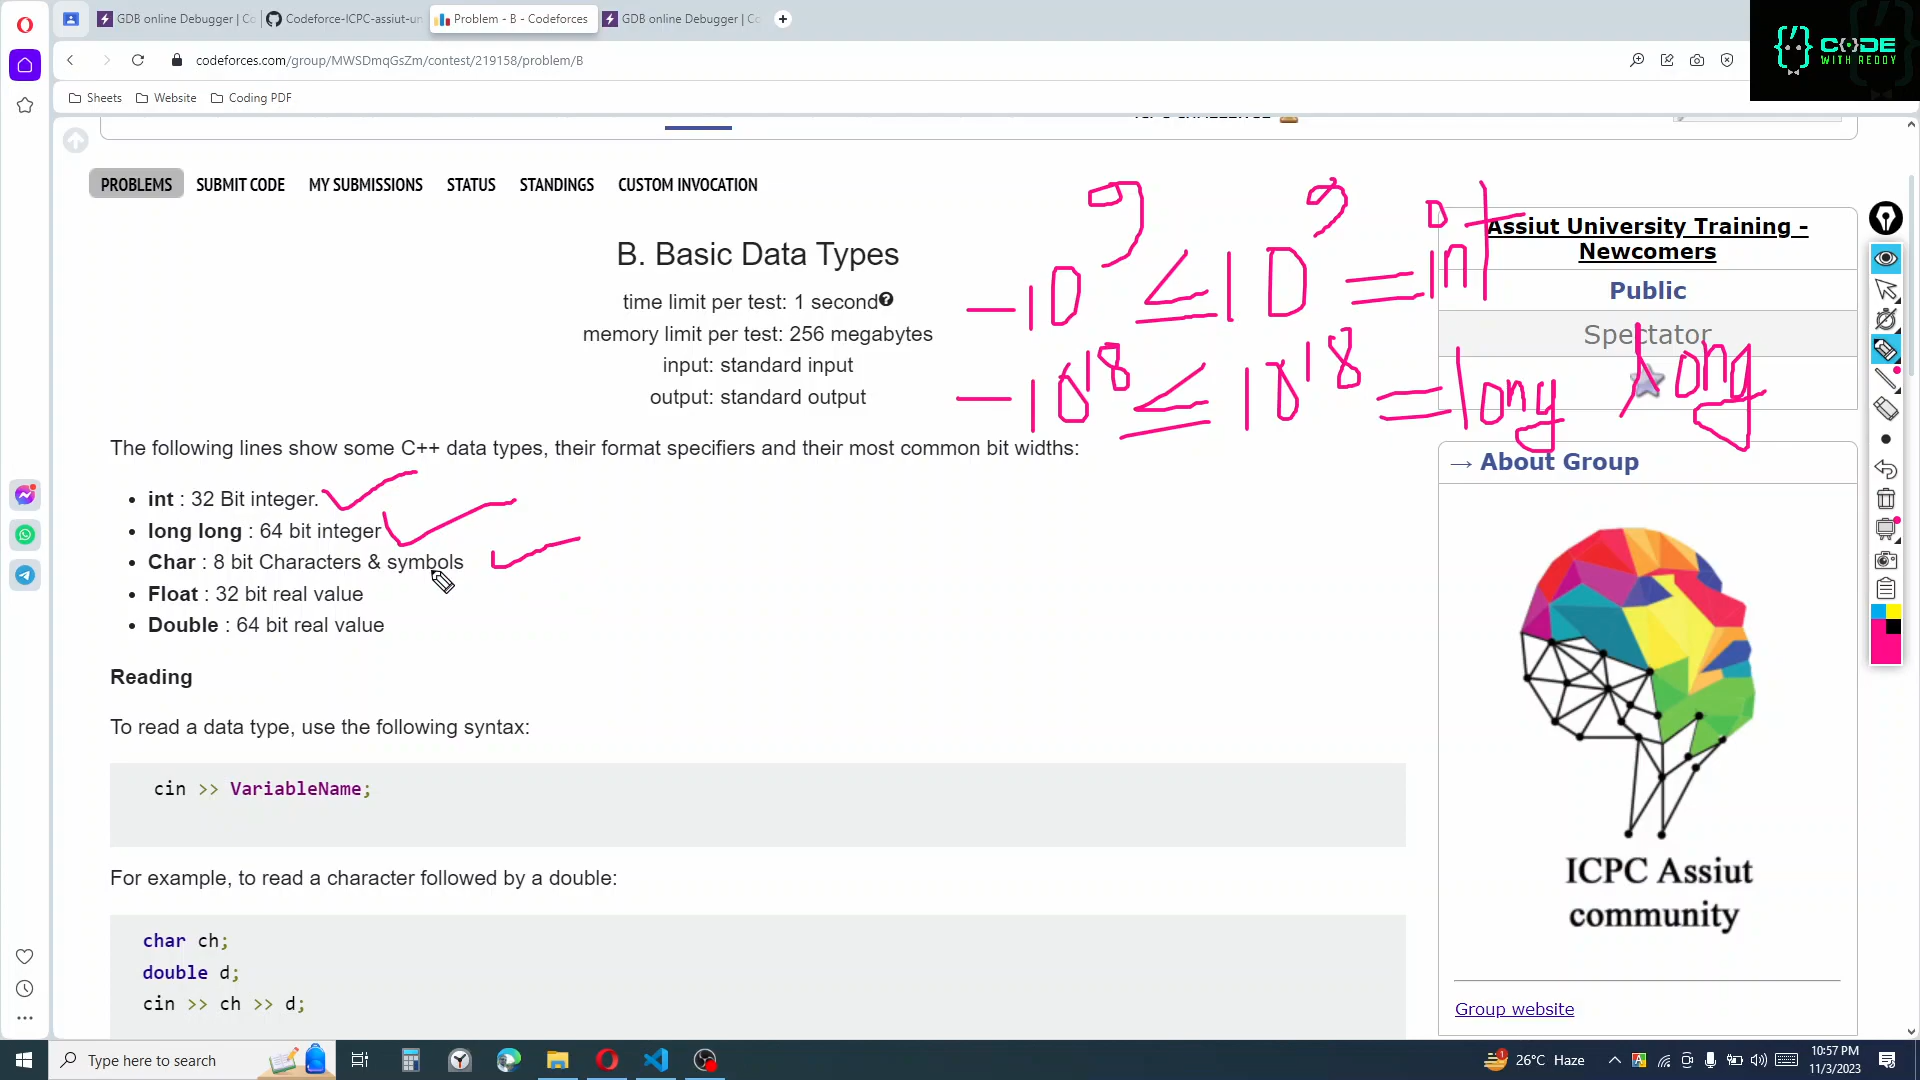 GDB online Debugger | Co
Codeforce-ICPC-assiut-un
Problem - B - Codeforces
GDB online Debugger | Co
codeforces.com/group/MWSDmqGsZm/contest/219158/problem/B
Sheets
Website
Coding PDF
CODE
WITH REDDY
PROBLEMS
SUBMIT CODE
MY SUBMISSIONS
STATUS
STANDINGS
CUSTOM INVOCATION
B. Basic Data Types
time limit per test: 1 second
memory limit per test: 256 megabytes
input: standard input
output: standard output
-10^9 ≤ 10^9 = int
-10^18 ≤ 10^18 = long long
The following lines show some C++ data types, their format specifiers and their most common bit widths:
• int : 32 Bit integer.
• long long : 64 bit integer
• Char : 8 bit Characters & symbols
• Float : 32 bit real value
• Double : 64 bit real value
Reading
To read a data type, use the following syntax:
cin >> VariableName;
For example, to read a character followed by a double:
char ch;
double d;
cin >> ch >> d;
Assiut University Training -
Newcomers
Public
Spectator
→ About Group
ICPC Assiut
community
Group website
Type here to search
26°C Haze
10:57 PM
11/3/2023